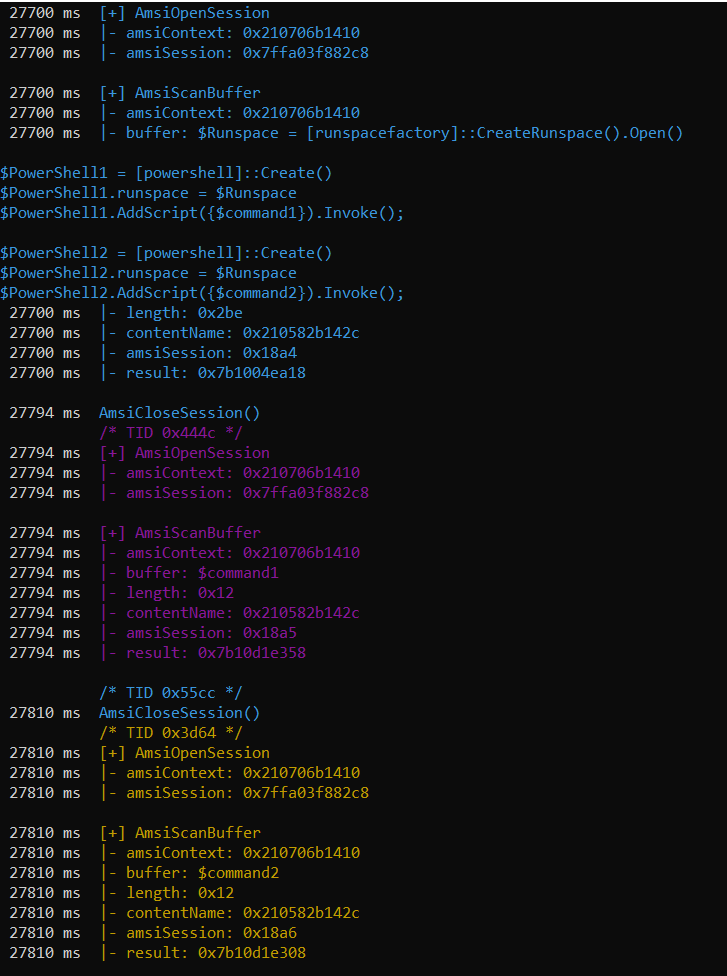 27700 ms [+] AmsiOpenSession
27700 ms |- amsiContext: 0x210706b1410
27700 ms |- amsiSession: 0x7ffa03f882c8
27700 ms [+] AmsiScanBuffer
27700 ms |- amsiContext: 0x210706b1410
27700 ms |- buffer: $Runspace = [runspacefactory]::CreateRunspace().Open()
$PowerShell1 = [powershell]::Create()
$PowerShell1.runspace = $Runspace
$PowerShell1.AddScript({$command1}).Invoke();
$PowerShell2 = [powershell]::Create()
$PowerShell2.runspace = $Runspace
$PowerShell2.AddScript({$command2}).Invoke();
27700 ms |- length: 0x2be
27700 ms |- contentName: 0x210582b142c
27700 ms |- amsiSession: 0x18a4
27700 ms |- result: 0x7b1004ea18
27794 ms AmsiCloseSession()
/* TID 0x444c */
27794 ms [+] AmsiOpenSession
27794 ms |- amsiContext: 0x210706b1410
27794 ms |- amsiSession: 0x7ffa03f882c8
27794 ms [+] AmsiScanBuffer
27794 ms |- amsiContext: 0x210706b1410
27794 ms |- buffer: $command1
27794 ms |- length: 0x12
27794 ms |- contentName: 0x210582b142c
27794 ms |- amsiSession: 0x18a5
27794 ms |- result: 0x7b10d1e358
/* TID 0x55cc */
27810 ms AmsiCloseSession()
/* TID 0x3d64 */
27810 ms [+] AmsiOpenSession
27810 ms |- amsiContext: 0x210706b1410
27810 ms |- amsiSession: 0x7ffa03f882c8
27810 ms [+] AmsiScanBuffer
27810 ms |- amsiContext: 0x210706b1410
27810 ms |- buffer: $command2
27810 ms |- length: 0x12
27810 ms |- contentName: 0x210582b142c
27810 ms |- amsiSession: 0x18a6
27810 ms |- result: 0x7b10d1e308